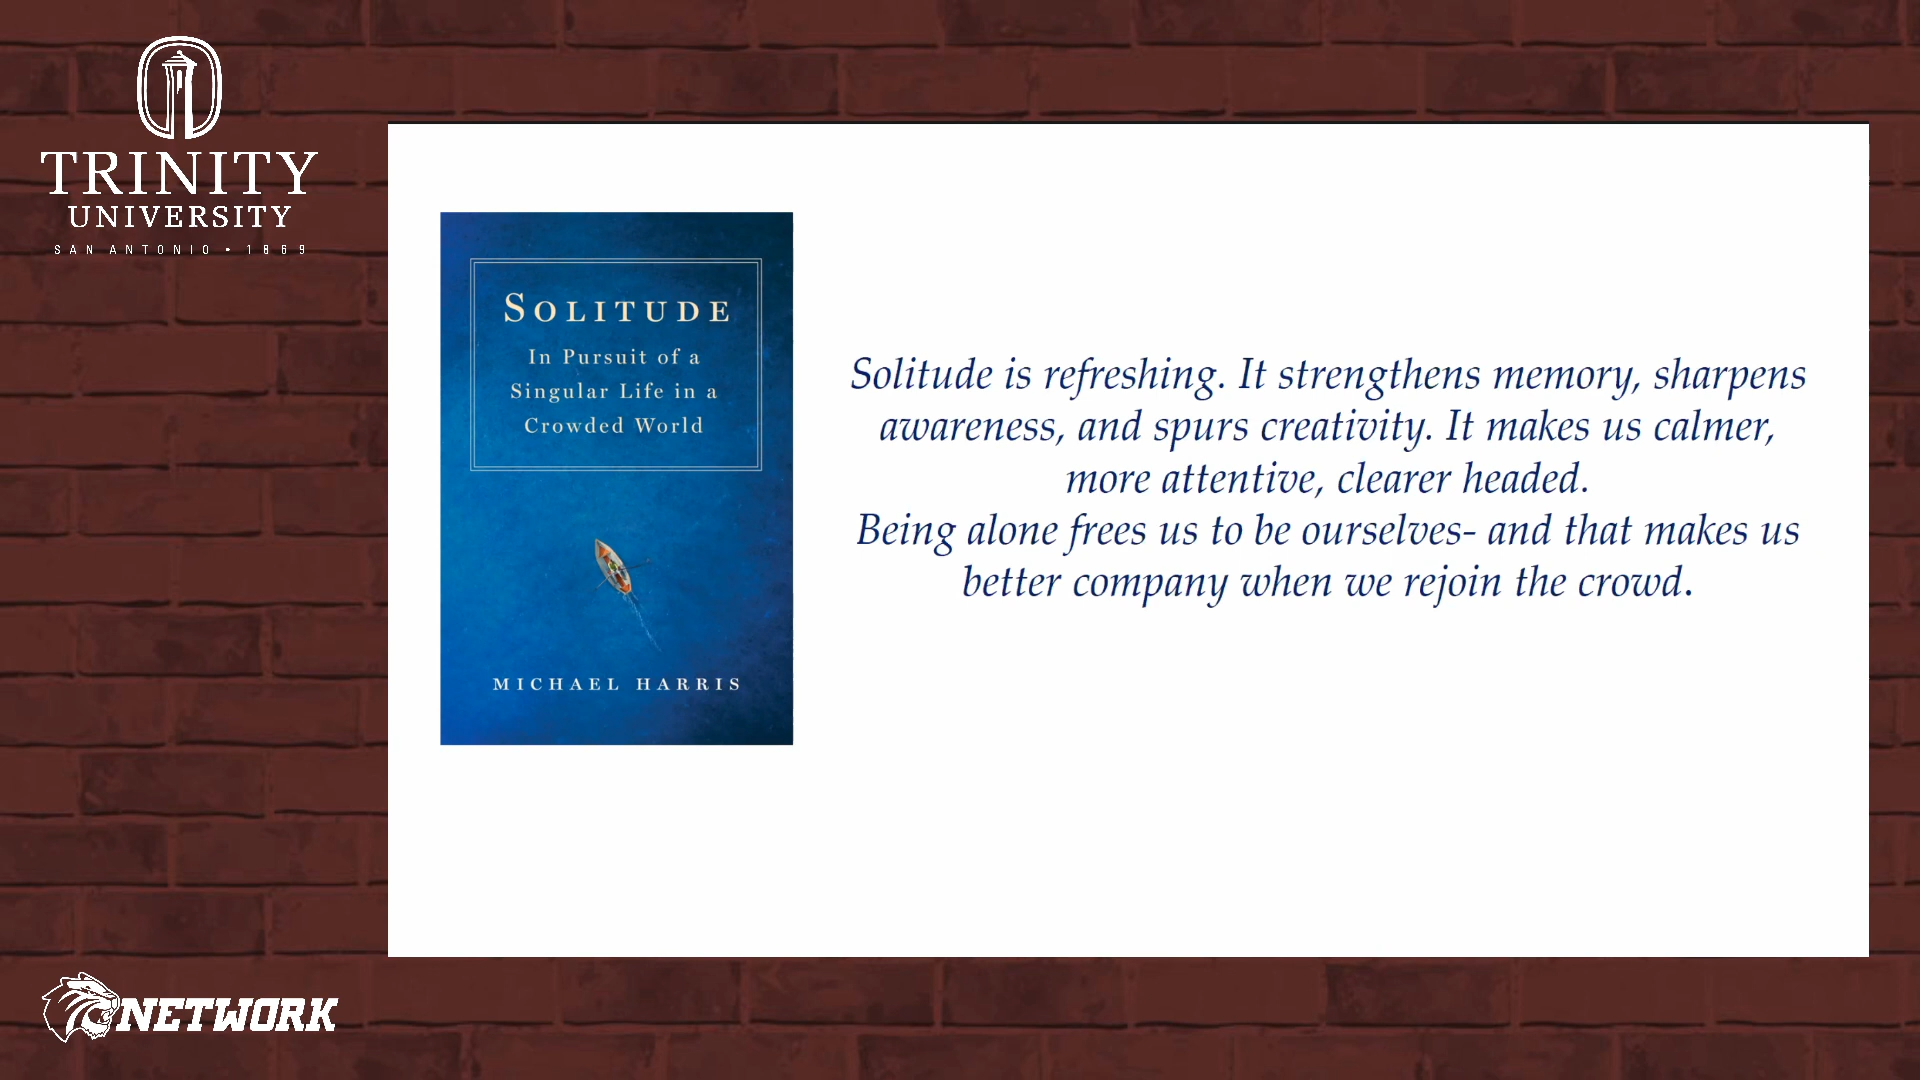 TRINITY
UNIVERSITY
SAN ANTONIO • 1869
SOLITUDE
In Pursuit of a
Singular Life in a
Crowded World
MICHAEL HARRIS
Solitude is refreshing. It strengthens memory, sharpens
awareness, and spurs creativity. It makes us calmer,
more attentive, clearer headed.
Being alone frees us to be ourselves- and that makes us
better company when we rejoin the crowd.
NETWORK